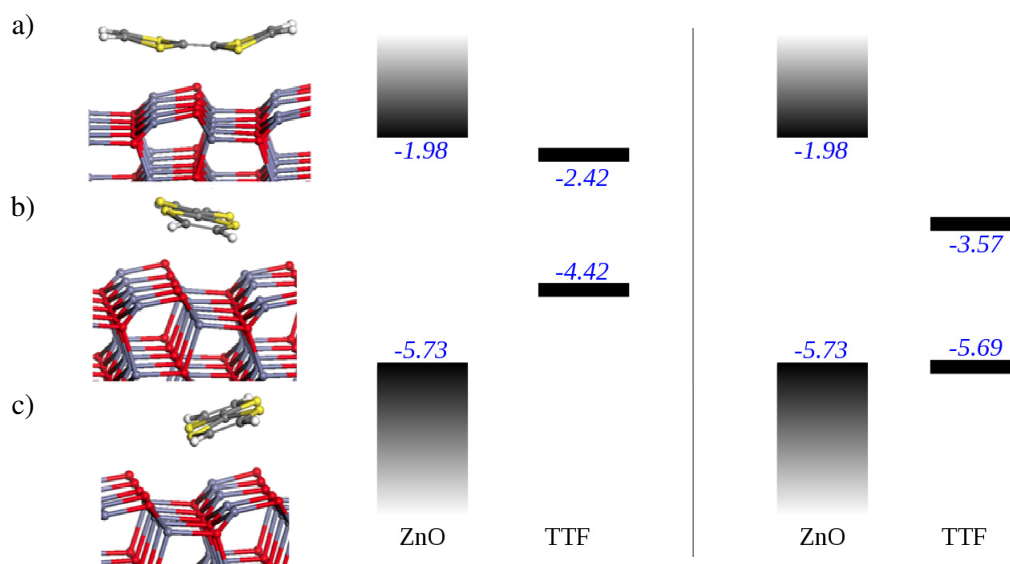 a)
b)
c)
-1.98
-2.42
-4.42
-5.73
ZnO
TTF
-1.98
-3.57
-5.73
-5.69
ZnO
TTF